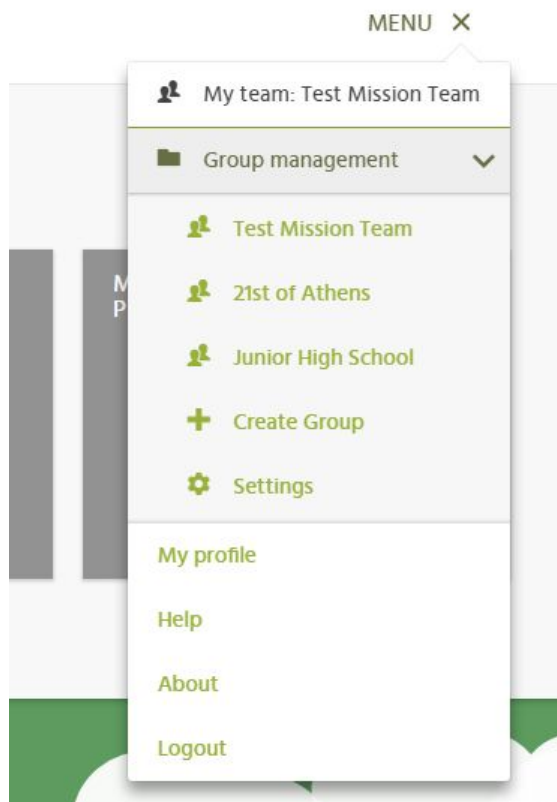 MENU
My team: Test Mission Team
Group management
Test Mission Team
M
P
21st of Athens
Junior High School
Create Group
Settings
My profile
Help
About
Logout